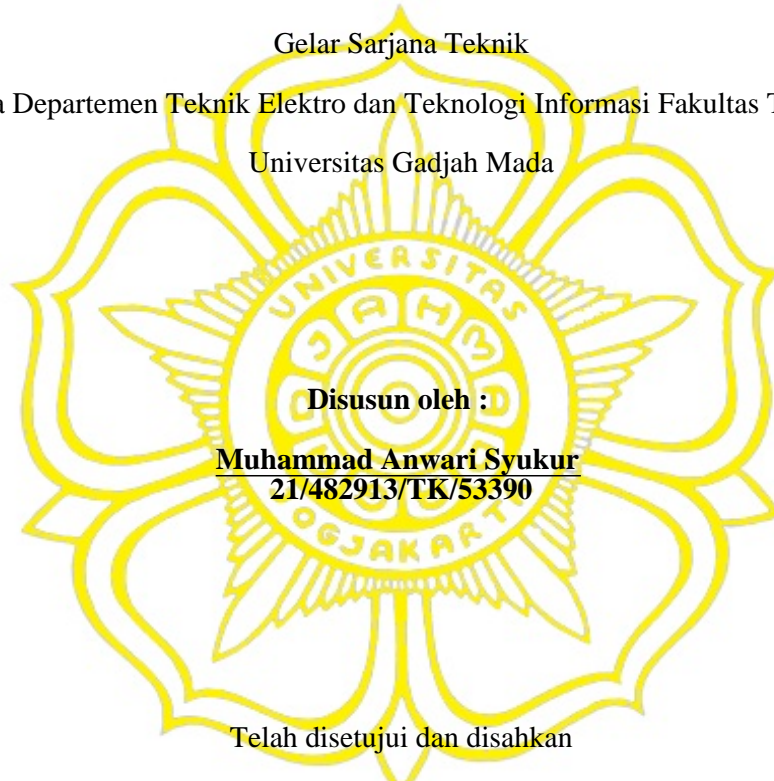 Gelar Sarjana Teknik
Departemen Teknik Elektro dan Teknologi Informasi Fakultas
Universitas Gadjah Mada
UNIVERSITAS
Disusun oleh :
Muhammad Anwari Syukur
21/482913/TK/53390
Telah disetujui dan disahkan